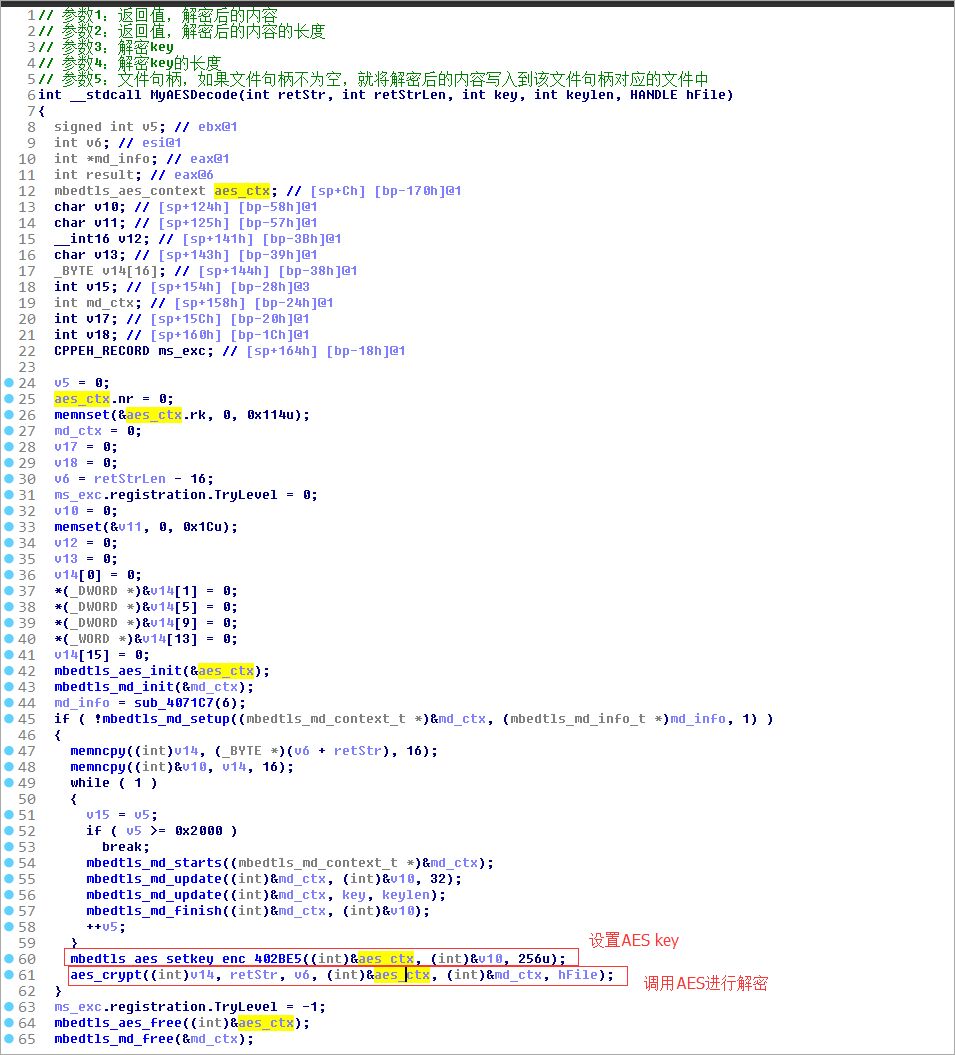 1 // 参数1：返回值，解密后的内容
2 // 参数2：返回值，解密后的内容的长度
3 // 参数3：解密key
4 // 参数4：解密key的长度
5 // 参数5：文件句柄，如果文件句柄不为空，就将解密后的内容写入到该文件句柄对应的文件中
6 int __stdcall MyAESDecode(int retStr, int retStrLen, int key, int keylen, HANDLE hFile)
7 {
8 signed int v5; // ebx@1
9 int v6; // esi@1
10 int *md_info; // eax@1
11 int result; // eax@6
12 mbedtls_aes_context aes_ctx; // [sp+Ch] [bp-170h]@1
13 char v10; // [sp+124h] [bp-58h]@1
14 char v11; // [sp+125h] [bp-57h]@1
15 __int16 v12; // [sp+141h] [bp-3Bh]@1
16 char v13; // [sp+143h] [bp-39h]@1
17 _BYTE v14[16]; // [sp+144h] [bp-38h]@1
18 int v15; // [sp+154h] [bp-28h]@3
19 int md_ctx; // [sp+158h] [bp-24h]@1
20 int v17; // [sp+15Ch] [bp-20h]@1
21 int v18; // [sp+160h] [bp-1Ch]@1
22 CPPEH_RECORD ms_exc; // [sp+164h] [bp-18h]@1
23
24 v5 = 0;
25 aes_ctx.nr = 0;
26 memnset(&aes_ctx.rk, 0, 0x114u);
27 md_ctx = 0;
28 v17 = 0;
29 v18 = 0;
30 v6 = retStrLen - 16;
31 ms_exc.registration.TryLevel = 0;
32 v10 = 0;
33 memset(&v11, 0, 0x1Cu);
34 v12 = 0;
35 v13 = 0;
36 v14[0] = 0;
37 *(_DWORD *)&v14[1] = 0;
38 *(_DWORD *)&v14[5] = 0;
39 *(_DWORD *)&v14[9] = 0;
40 *(_WORD *)&v14[13] = 0;
41 v14[15] = 0;
42 mbedtls_aes_init(&aes_ctx);
43 mbedtls_md_init(&md_ctx);
44 md_info = sub_4071C7(6);
45 if ( !mbedtls_md_setup((mbedtls_md_context_t *)&md_ctx, (mbedtls_md_info_t *)md_info, 1) )
46 {
47 memncpy((int)v14, (_BYTE *)(v6 + retStr), 16);
48 memncpy((int)&v10, v14, 16);
49 while ( 1 )
50 {
51 v15 = v5;
52 if ( v5 >= 0x2000 )
53 break;
54 mbedtls_md_starts((mbedtls_md_context_t *)&md_ctx);
55 mbedtls_md_update((int)&md_ctx, (int)&v10, 32);
56 mbedtls_md_update((int)&md_ctx, key, keylen);
57 mbedtls_md_finish((int)&md_ctx, (int)&v10);
58 ++v5;
59 }
60 mbedtls_aes_setkey_enc_402BE5((int)&aes_ctx, (int)&v10, 256u); 设置AES key
61 aes_crypt((int)v14, retStr, v6, (int)&aes_ctx, (int)&md_ctx, hFile); 调用AES进行解密
62 }
63 ms_exc.registration.TryLevel = -1;
64 mbedtls_aes_free((int)&aes_ctx);
65 mbedtls_md_free(&md_ctx);